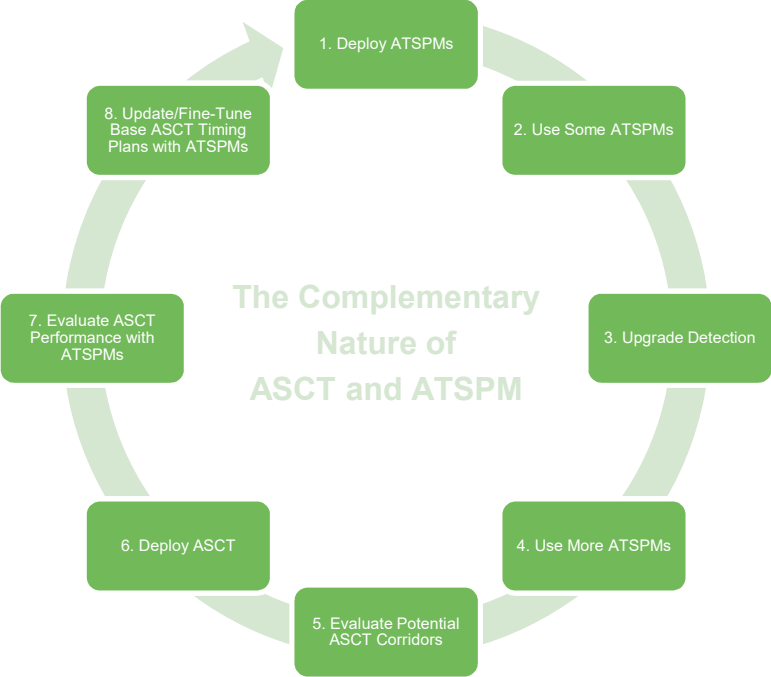 1. Deploy ATSPMs
2. Use Some ATSPMs
3. Upgrade Detection
4. Use More ATSPMs
5. Evaluate Potential
ASCT Corridors
6. Deploy ASCT
7. Evaluate ASCT
Performance with
ATSPMs
8. Update/Fine-Tune
Base ASCT Timing
Plans with ATSPMs
The Complementary
Nature of
ASCT and ATSPM